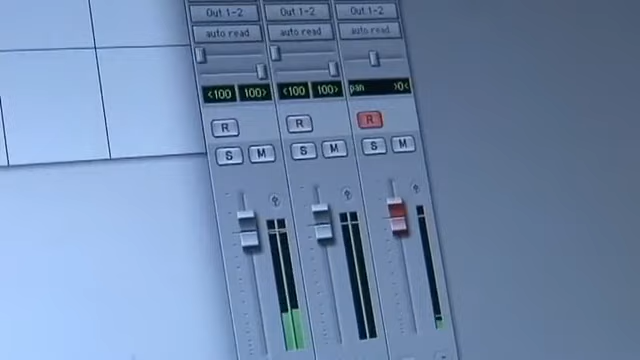 Out 1-2 Out 1-2 Out 1-2
auto read auto read auto read
<100 100> <100 100> pan >0<
R R R
S M S M S M